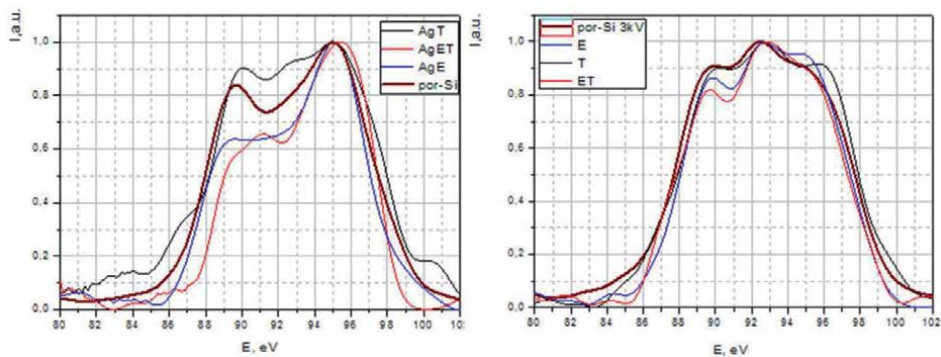 I,a.u.
1,0
0,8
0,6
0,4
0,2
0,0
AgT
AgET
AgE
por-Si
80 82 84 86 88 90 92 94 96 98 100 10
E, eV
I,a.u.
1,0
0,8
0,6
0,4
0,2
0,0
por-Si 3kV
E
T
ET
80 82 84 86 88 90 92 94 96 98 100 102
E, eV